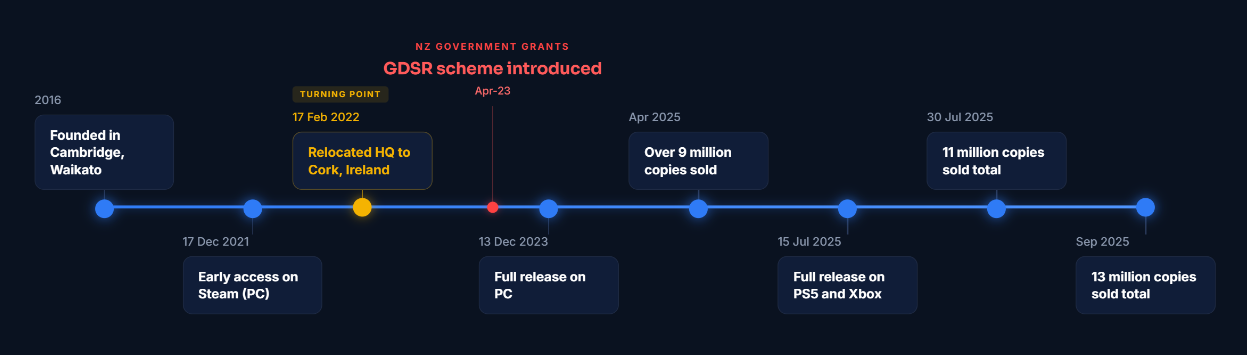 NZ GOVERNMENT GRANTS
GDSR scheme introduced
Apr-23
2016
Founded in
Cambridge,
Waikato
17 Dec 2021
Early access on
Steam (PC)
TURNING POINT
17 Feb 2022
Relocated HQ to
Cork, Ireland
13 Dec 2023
Full release on
PC
Apr 2025
Over 9 million
copies sold
15 Jul 2025
Full release on
PS5 and Xbox
30 Jul 2025
11 million copies
sold total
Sep 2025
13 million copies
sold total